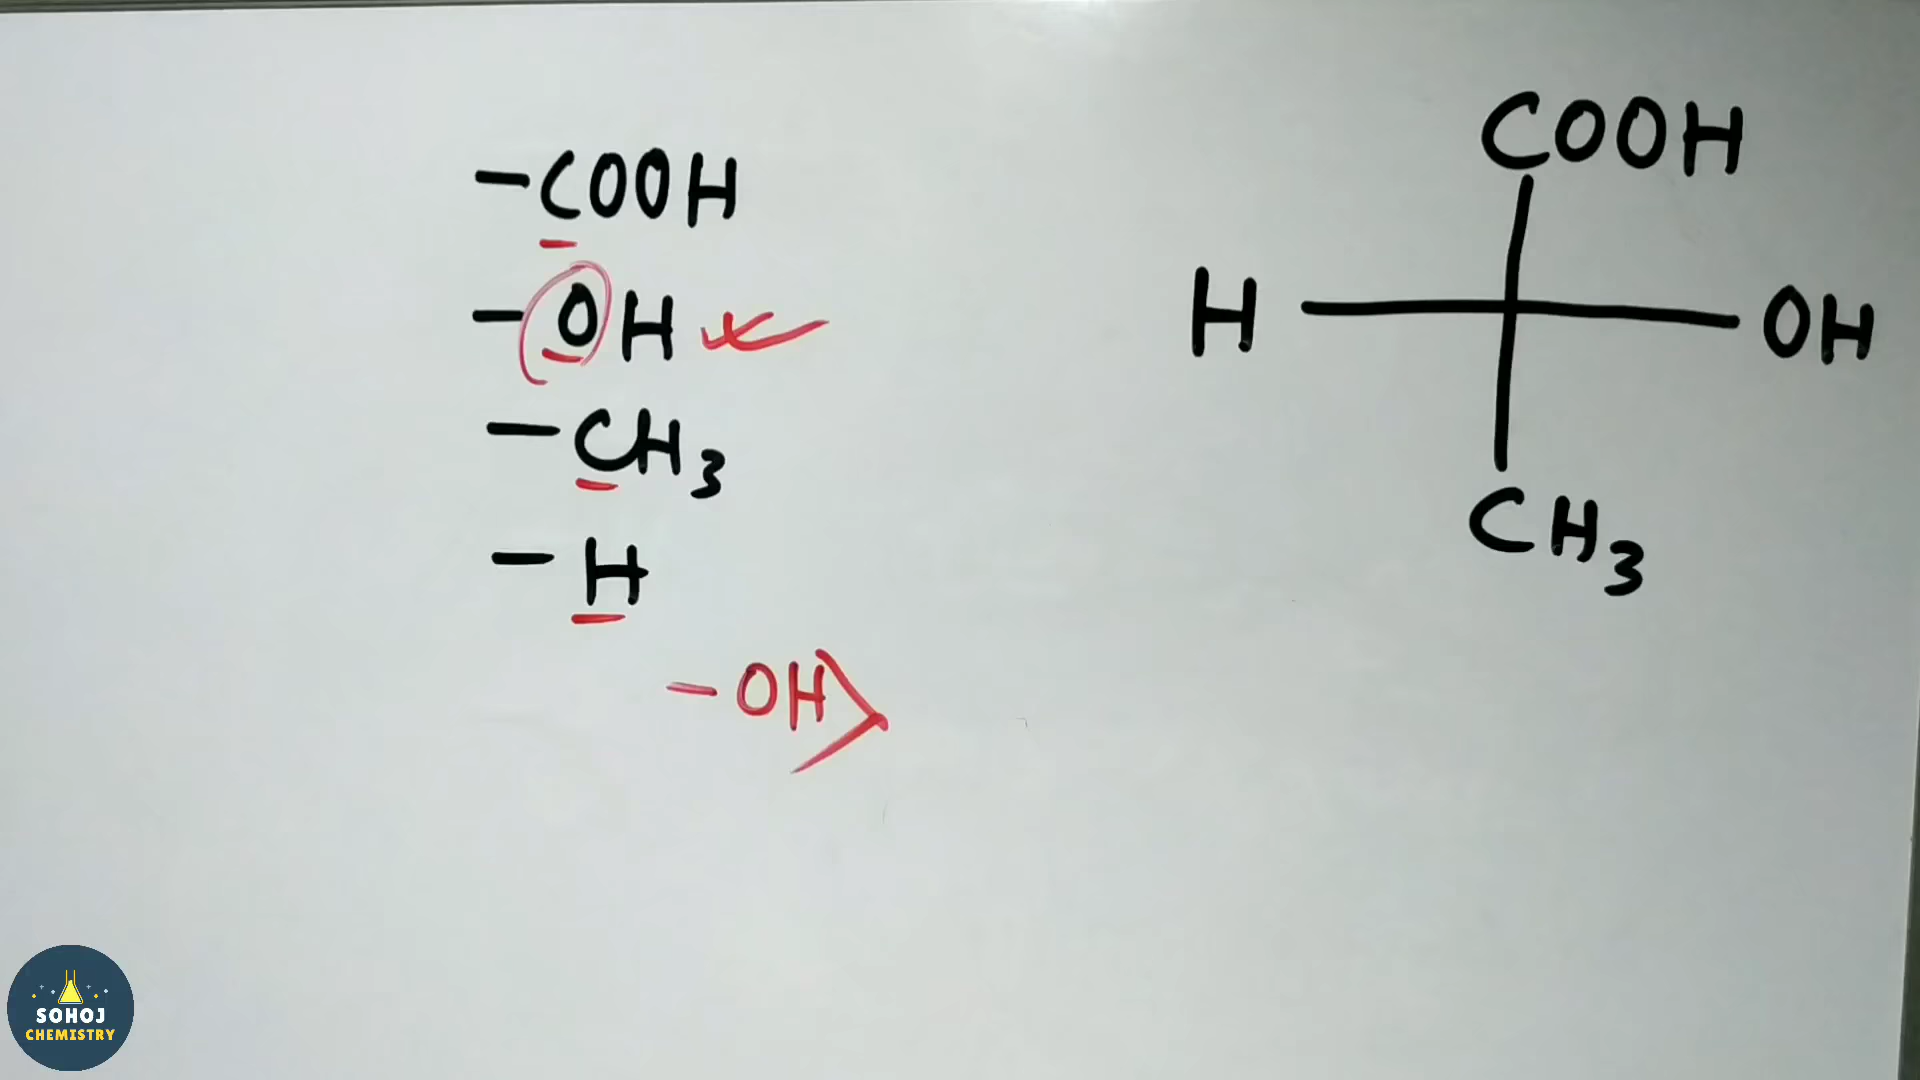 -COOH
-OH
-CH3
-H
-OH>
COOH
H OH
CH3
SOHOJ
CHEMISTRY